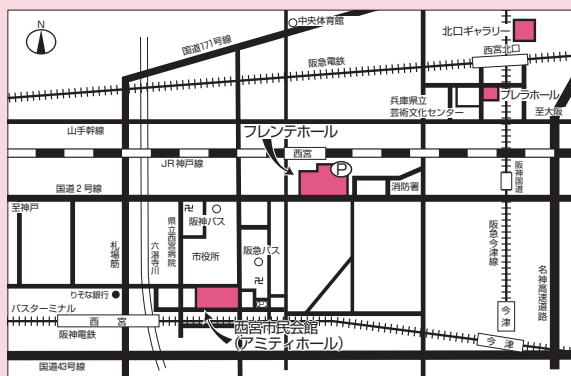 N
国道171号線
中央体育館
北口ギャラリー
西宮北口
阪急電鉄
プレラホール
兵庫県立
芸術文化センター
至大阪
山手幹線
フレンテホール
西宮
P
JR神戸線
消防署
阪神国道
国道2号線
至神戸
卍
阪神バス
札場筋
六湛寺川
県立西宮病院
市役所
阪急バス
卍
阪急今津線
名神高速道路
りそな銀行
バスターミナル
P
西宮
今津
阪神電鉄
西宮市民会館
(アミティホール)
今津
国道43号線